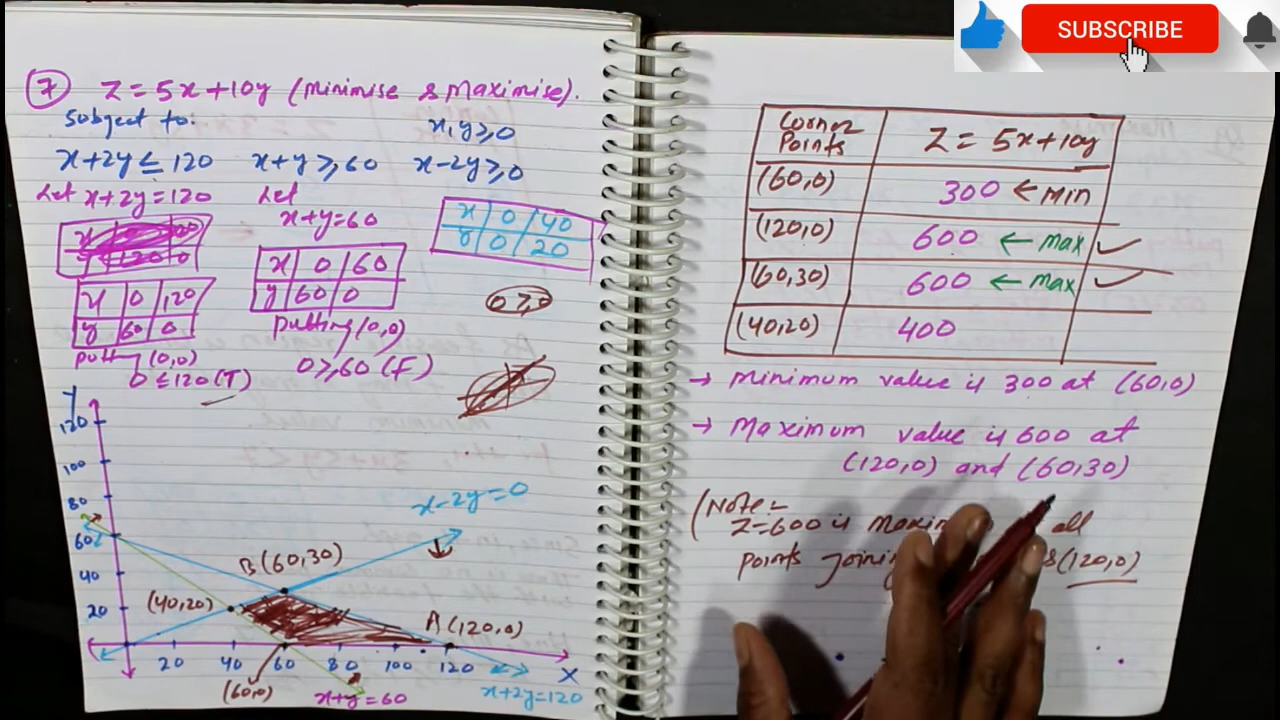 SUBSCRIBE
7 Z = 5x+10y (minimise & maximise).
Subject to: x,y ≥ 0
x+2y ≤ 120 x+y ≥ 60 x-2y ≥ 0
Let x+2y = 120 Let
x+y = 60
x 0 40
y 0 20
x 0 60
y 60 0
x 0 120
y 60 0
0 ≥ 0
putting (0,0)
0 ≤ 120 (T)
putting (0,0)
0 ≥ 60 (F)
Y
120
100
80
60
40
20
x-2y=0
B(60,30)
(40,20)
A(120,0)
20 40 60 80 100 120 X
(60,0)
x+y=60
x+2y=120
Corner Points Z = 5x+10y
(60,0) 300 ← min
(120,0) 600 ← max ✓
(60,30) 600 ← max ✓
(40,20) 400
→ minimum value is 300 at (60,0)
→ Maximum value is 600 at
(120,0) and (60,30)
(Note:-
Z=600 is all
points &(120,0)